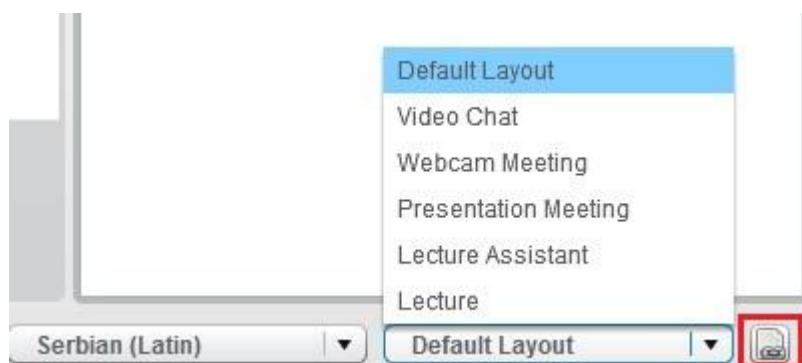 Default Layout
Video Chat
Webcam Meeting
Presentation Meeting
Lecture Assistant
Lecture
Serbian (Latin)
Default Layout